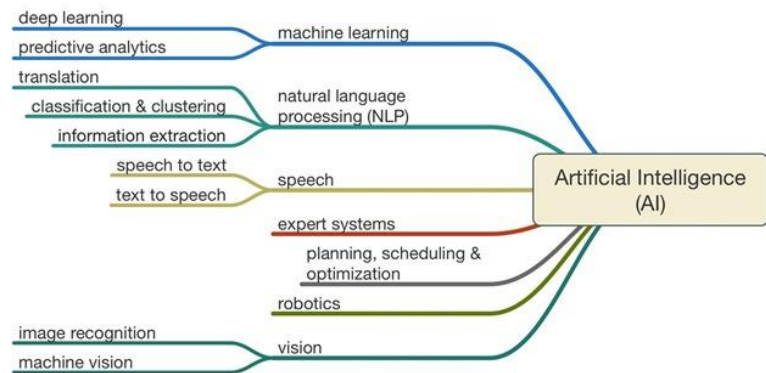 deep learning
predictive analytics
machine learning
translation
classification & clustering
information extraction
natural language
processing (NLP)
speech to text
text to speech
speech
expert systems
planning, scheduling &
optimization
robotics
image recognition
machine vision
vision
Artificial Intelligence
(AI)